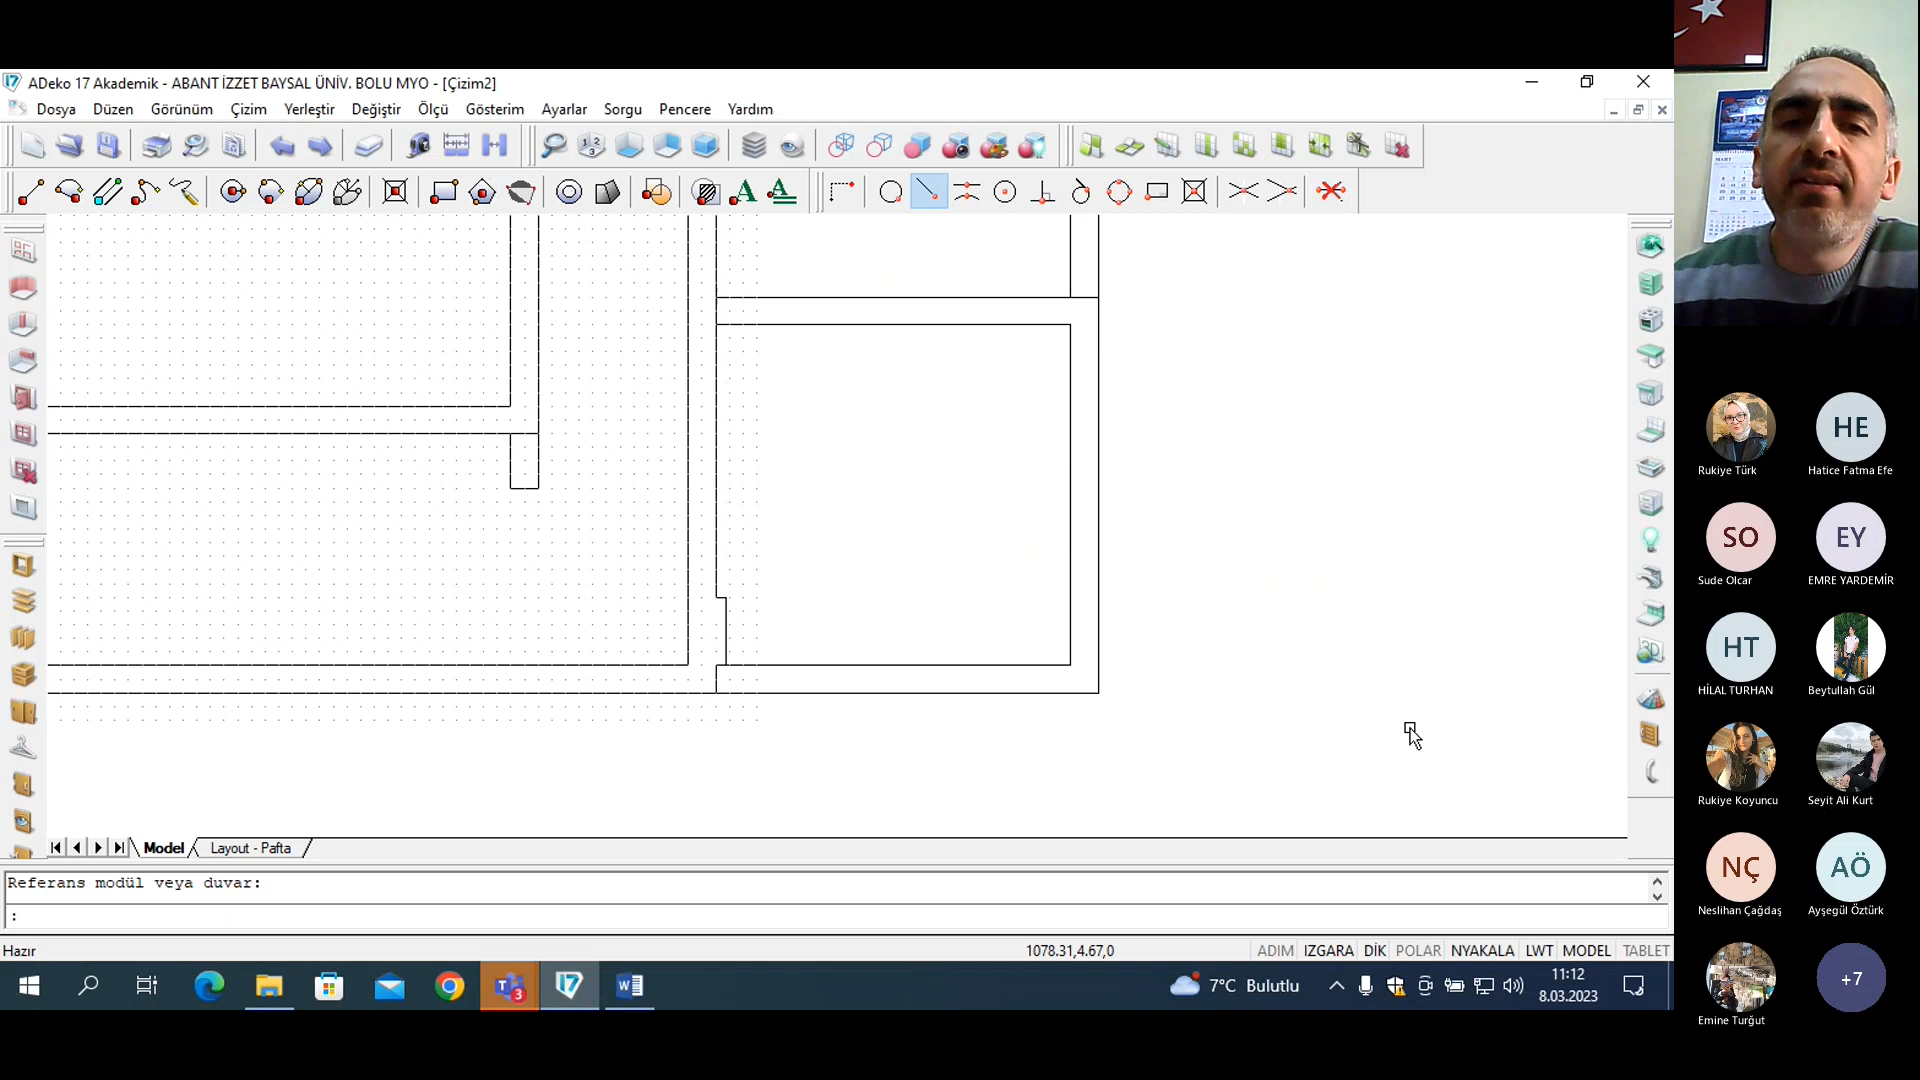 ADeko 17 Akademik - ABANT İZZET BAYSAL ÜNİV. BOLU MYO - [Çizim2]
Dosya Düzen Görünüm Çizim Yerleştir Değiştir Ölçü Gösterim Ayarlar Sorgu Pencere Yardım
Model Layout - Pafta
Referans modül veya duvar:
:
Hazır 1078.31,4.67,0 ADIM IZGARA DİK POLAR NYAKALA LWT MODEL TABLET
7°C Bulutlu
11:12
8.03.2023
Rukiye Türk
HE
Hatice Fatma Efe
SO
Sude Olcar
EY
EMRE YARDEMİR
HT
HİLAL TURHAN
Beytullah Gül
Rukiye Koyuncu
Seyit Ali Kurt
NÇ
Neslihan Çağdaş
AÖ
Ayşegül Öztürk
Emine Turğut
+7